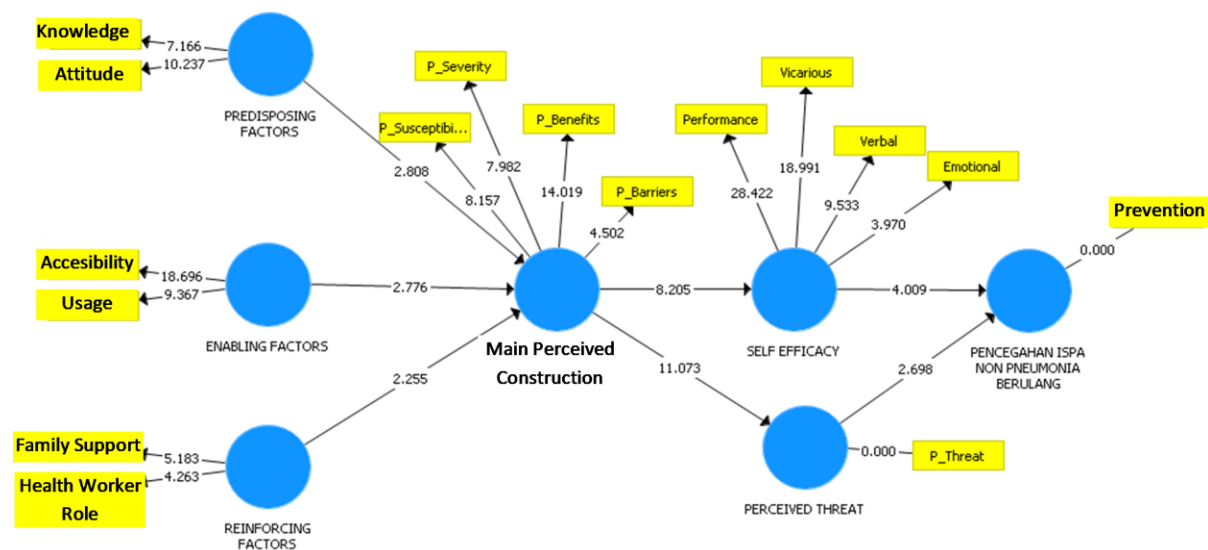 Knowledge
7.166
10.237
Attitude
PREDISPOSING
FACTORS
P_Severity
P_Susceptibi...
P_Benefits
P_Barriers
2.808
8.157
7.982
14.019
4.502
Performance
Vicarious
Verbal
Emotional
28.422
18.991
9.533
3.970
Prevention
0.000
Accesibility
18.696
9.367
Usage
ENABLING FACTORS
2.776
Main Perceived
Construction
8.205
SELF EFFICACY
4.009
PENCEGAHAN ISPA
NON PNEUMONIA
BERULANG
2.255
11.073
2.698
Family Support
5.183
4.263
Health Worker
Role
REINFORCING
FACTORS
0.000
P_Threat
PERCEIVED THREAT